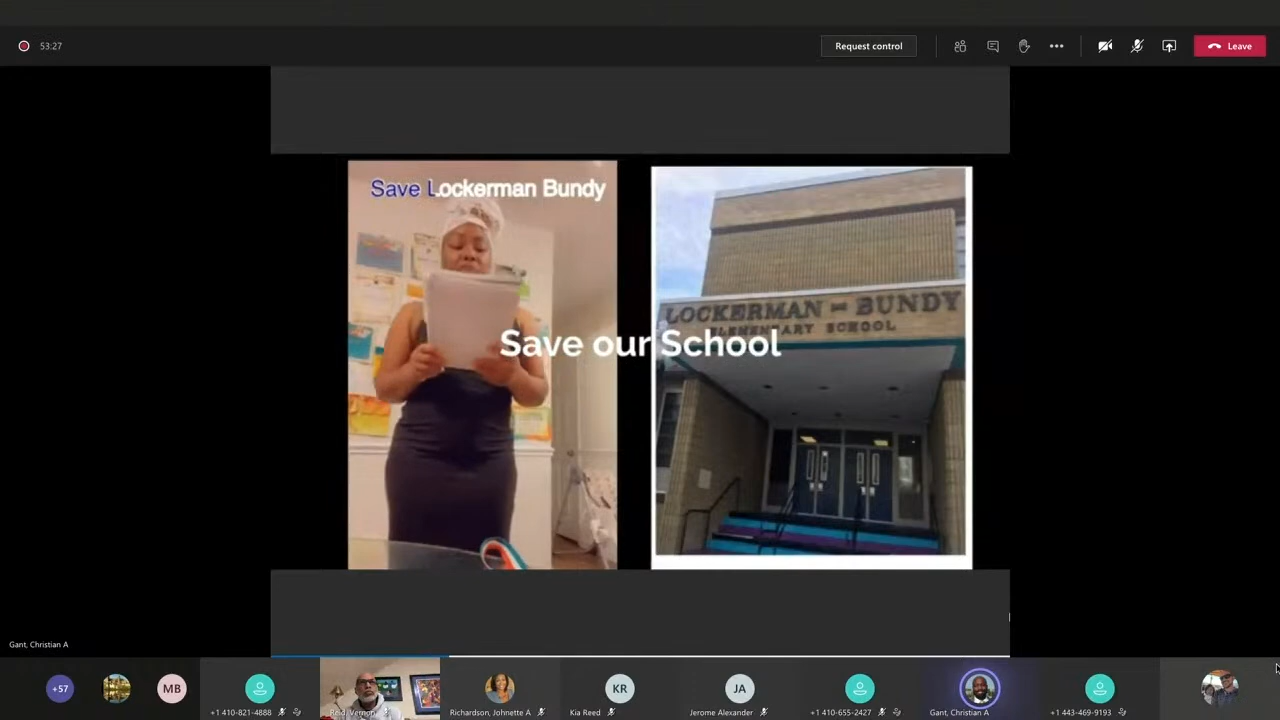 53:27
Request control
Leave
Save Lockerman Bundy
LOCKERMAN - BUNDY
ELEMENTARY SCHOOL
Save our School
Gant, Christian A
+57
MB
+1 410-821-4888
Reid, Vernon
Richardson, Johnette A
KR
Kia Reed
JA
Jerome Alexander
+1 410-655-2427
Gant, Christian A
+1 443-469-9193